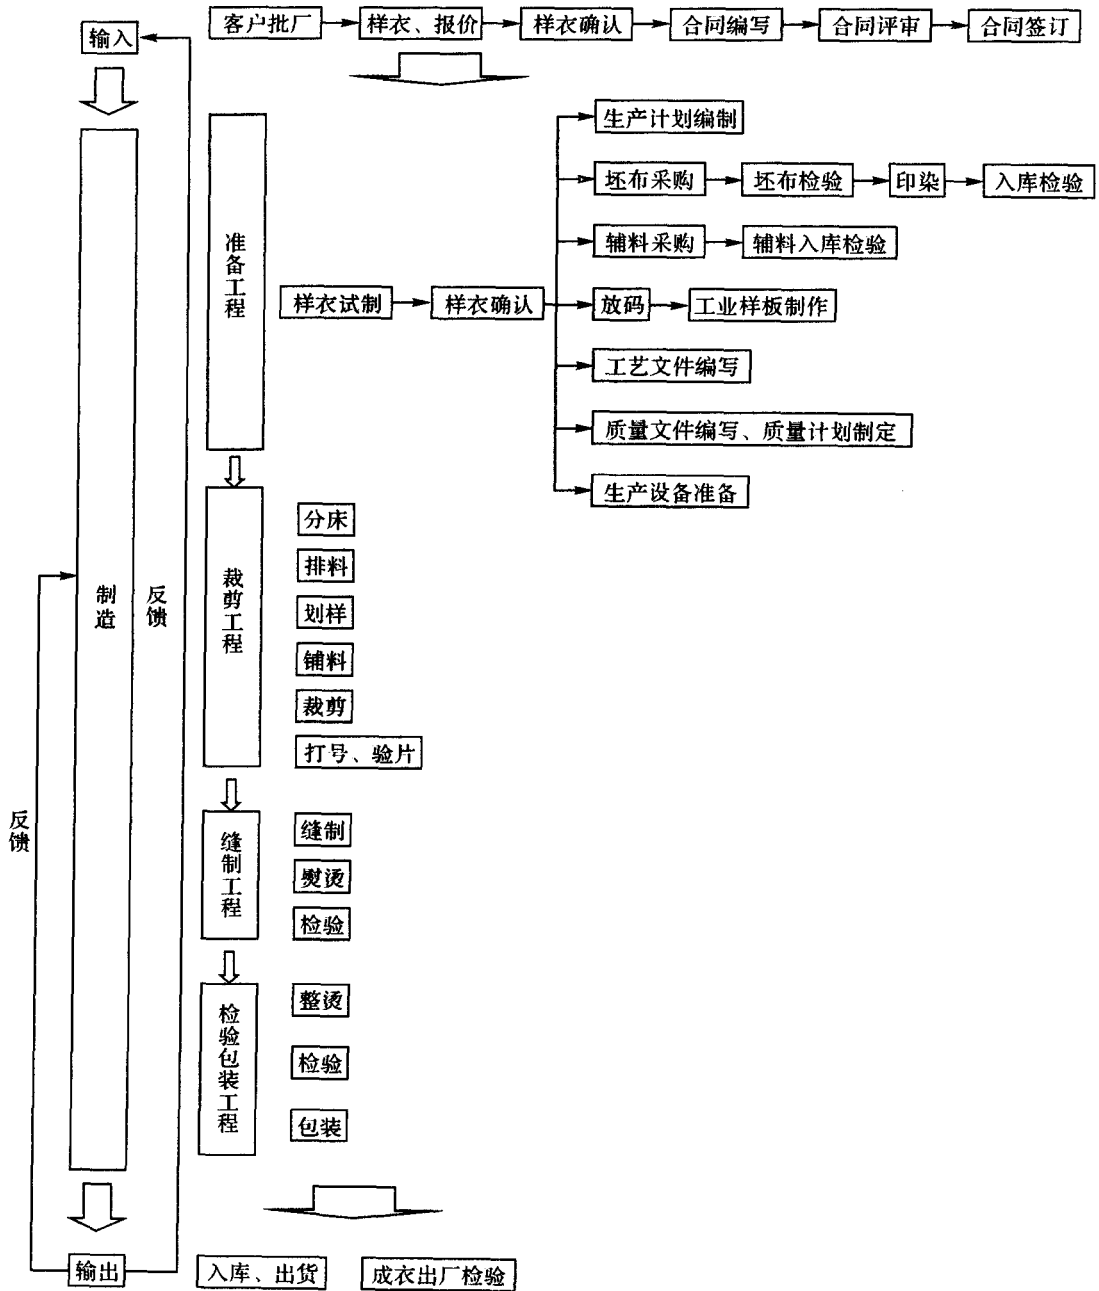 客户批厂
样衣、报价
样衣确认
合同编写
合同评审
合同签订
输入
生产计划编制
坯布采购
坯布检验
印染
入库检验
辅料采购
辅料入库检验
准备工程
样衣试制
样衣确认
放码
工业样板制作
工艺文件编写
质量文件编写、质量计划制定
生产设备准备
制造
反馈
裁剪工程
分床
排料
划样
铺料
裁剪
打号、验片
反馈
缝制工程
缝制
熨烫
检验
检验包装工程
整烫
检验
包装
输出
入库、出货
成衣出厂检验